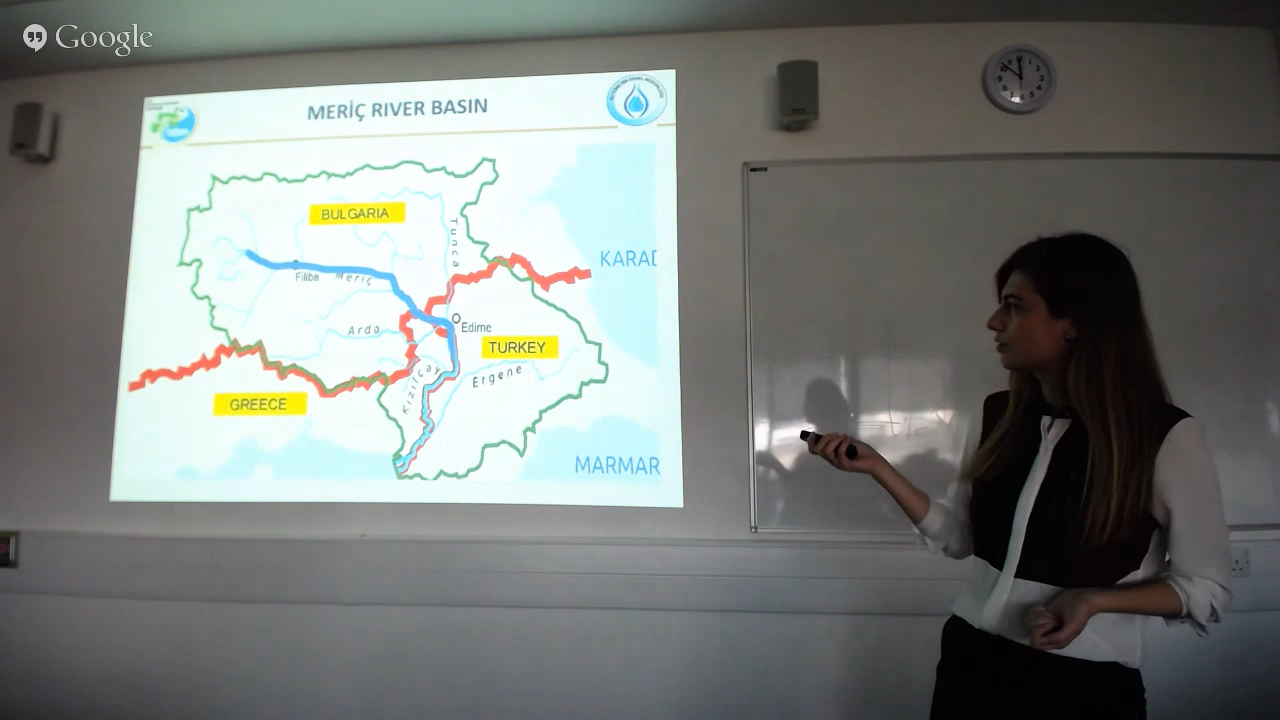 Google
MERİÇ RIVER BASIN
BULGARIA
Tunca
KARAD
Filibe
Meriç
Arda
Edirne
TURKEY
Kızılçay
Ergene
GREECE
MARMAR